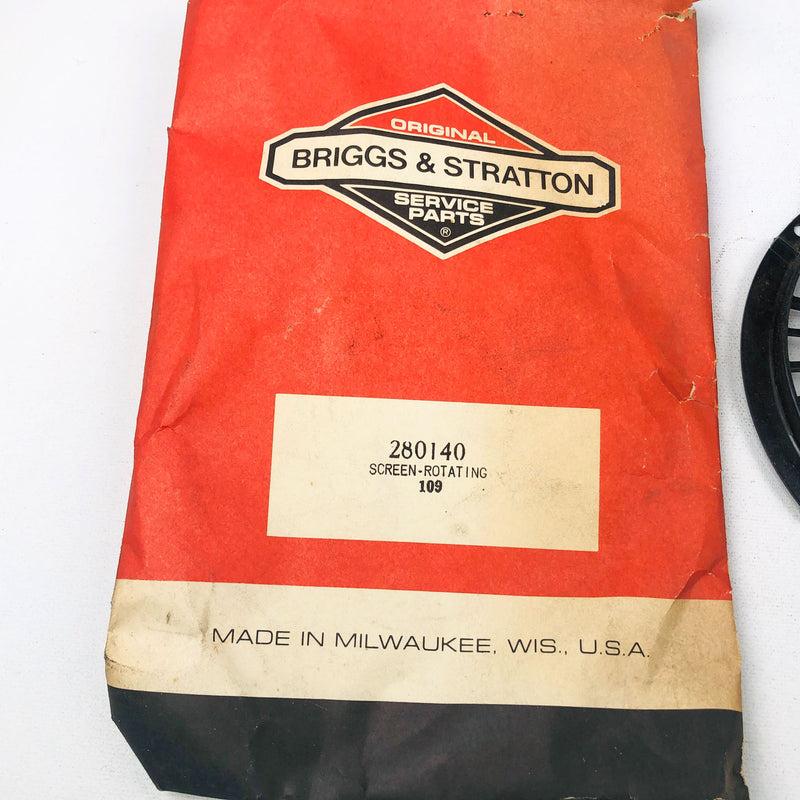 ORIGINAL
BRIGGS & STRATTON
SERVICE
PARTS
®
280140
SCREEN-ROTATING
109
MADE IN MILWAUKEE, WIS., U.S.A.